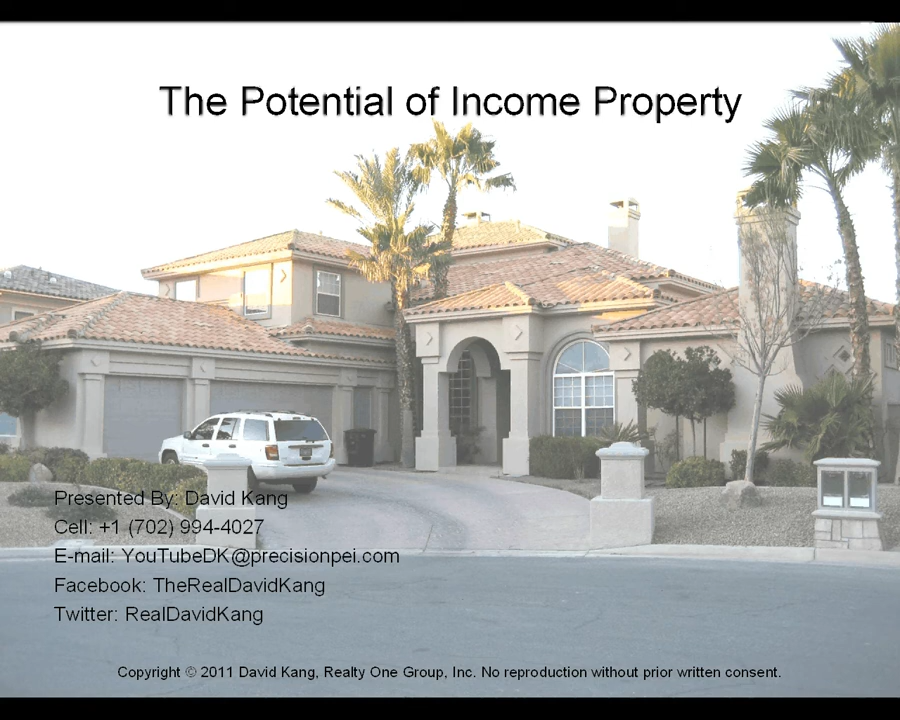 The Potential of Income Property
Presented By: David Kang
Cell: +1 (702) 994-4027
E-mail: YouTubeDK@precisionpei.com
Facebook: TheRealDavidKang
Twitter: RealDavidKang
Copyright © 2011 David Kang, Realty One Group, Inc. No reproduction without prior written consent.